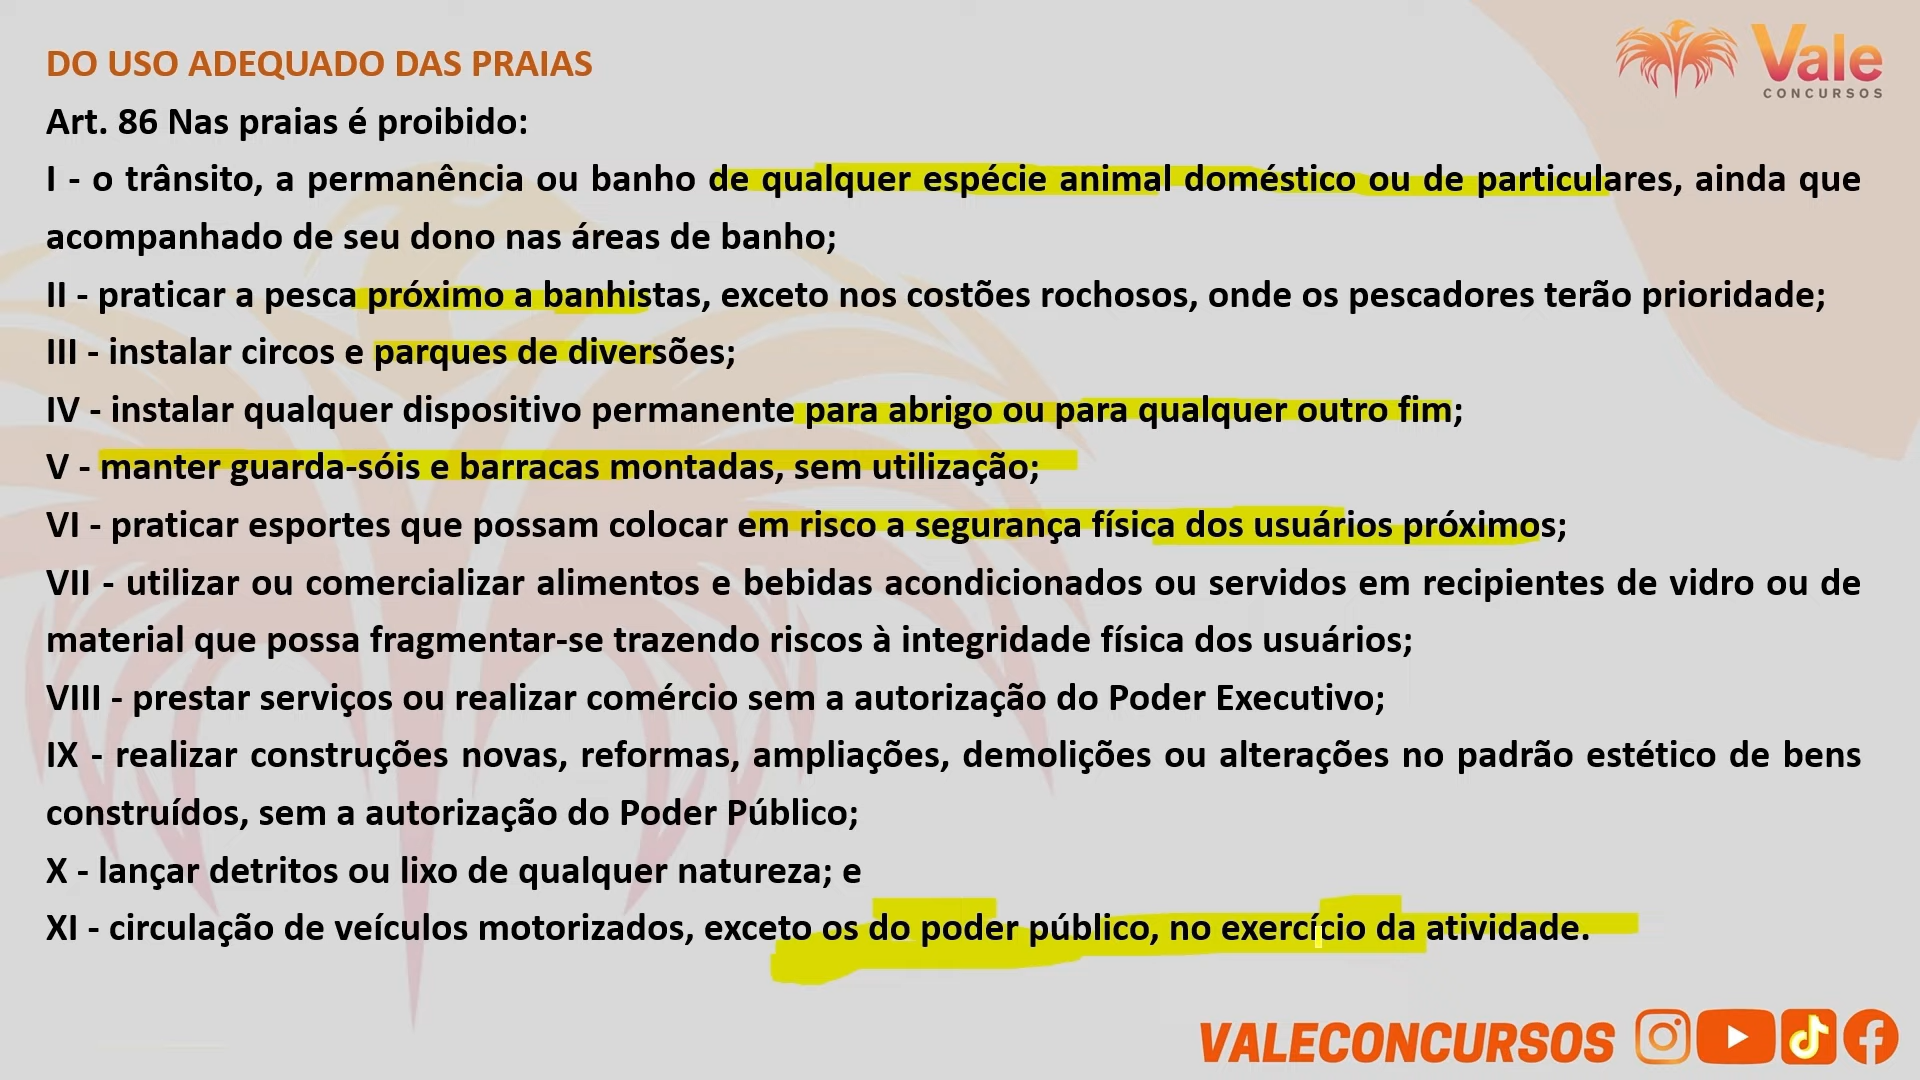 DO USO ADEQUADO DAS PRAIAS
Vale
CONCURSOS
Art. 86 Nas praias é proibido:
I - o trânsito, a permanência ou banho de qualquer espécie animal doméstico ou de particulares, ainda que
acompanhado de seu dono nas áreas de banho;
II - praticar a pesca próximo a banhistas, exceto nos costões rochosos, onde os pescadores terão prioridade;
III - instalar circos e parques de diversões;
IV - instalar qualquer dispositivo permanente para abrigo ou para qualquer outro fim;
V - manter guarda-sóis e barracas montadas, sem utilização;
VI - praticar esportes que possam colocar em risco a segurança física dos usuários próximos;
VII - utilizar ou comercializar alimentos e bebidas acondicionados ou servidos em recipientes de vidro ou de
material que possa fragmentar-se trazendo riscos à integridade física dos usuários;
VIII - prestar serviços ou realizar comércio sem a autorização do Poder Executivo;
IX - realizar construções novas, reformas, ampliações, demolições ou alterações no padrão estético de bens
construídos, sem a autorização do Poder Público;
X - lançar detritos ou lixo de qualquer natureza; e
XI - circulação de veículos motorizados, exceto os do poder público, no exercício da atividade.
VALECONCURSOS